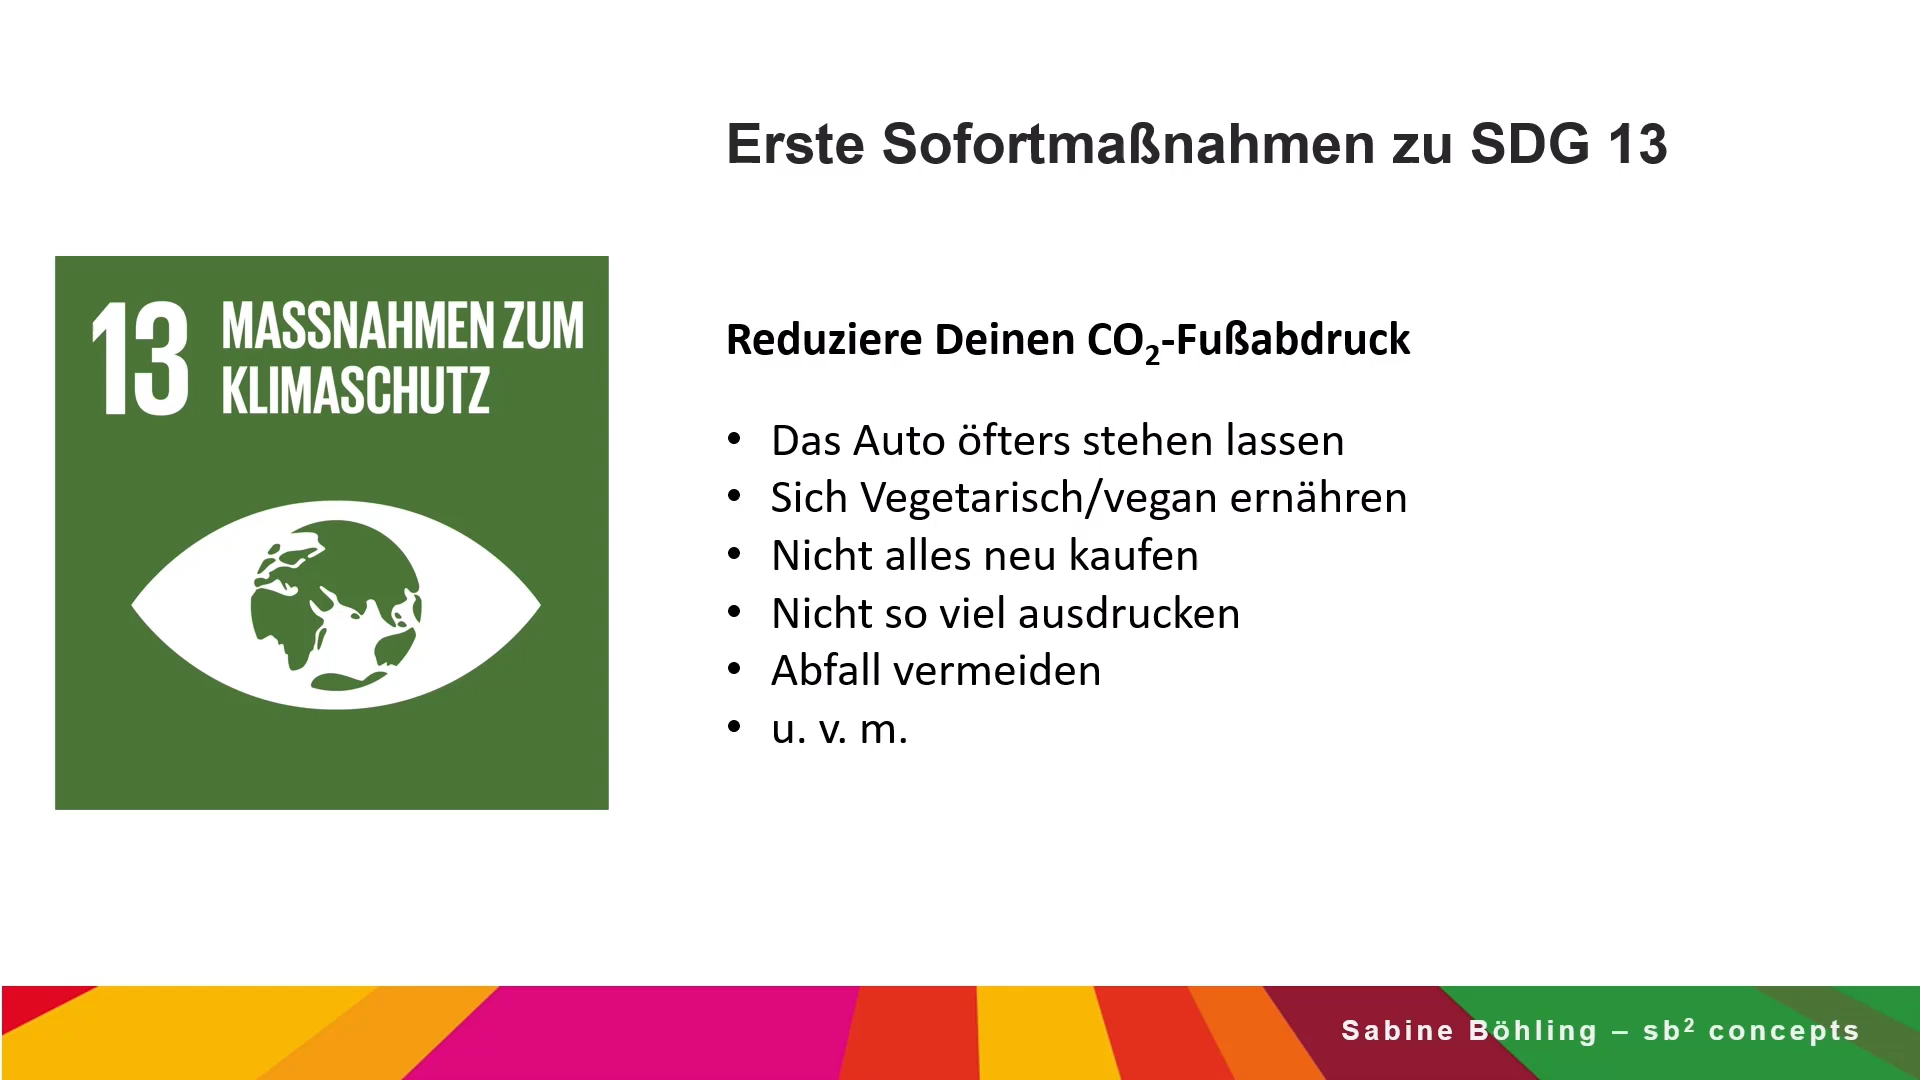 Erste Sofortmaßnahmen zu SDG 13
13 MASSNAHMEN ZUM
KLIMASCHUTZ
Reduziere Deinen CO₂-Fußabdruck
• Das Auto öfters stehen lassen
• Sich Vegetarisch/vegan ernähren
• Nicht alles neu kaufen
• Nicht so viel ausdrucken
• Abfall vermeiden
• u. v. m.
Sabine Böhling – sb² concepts